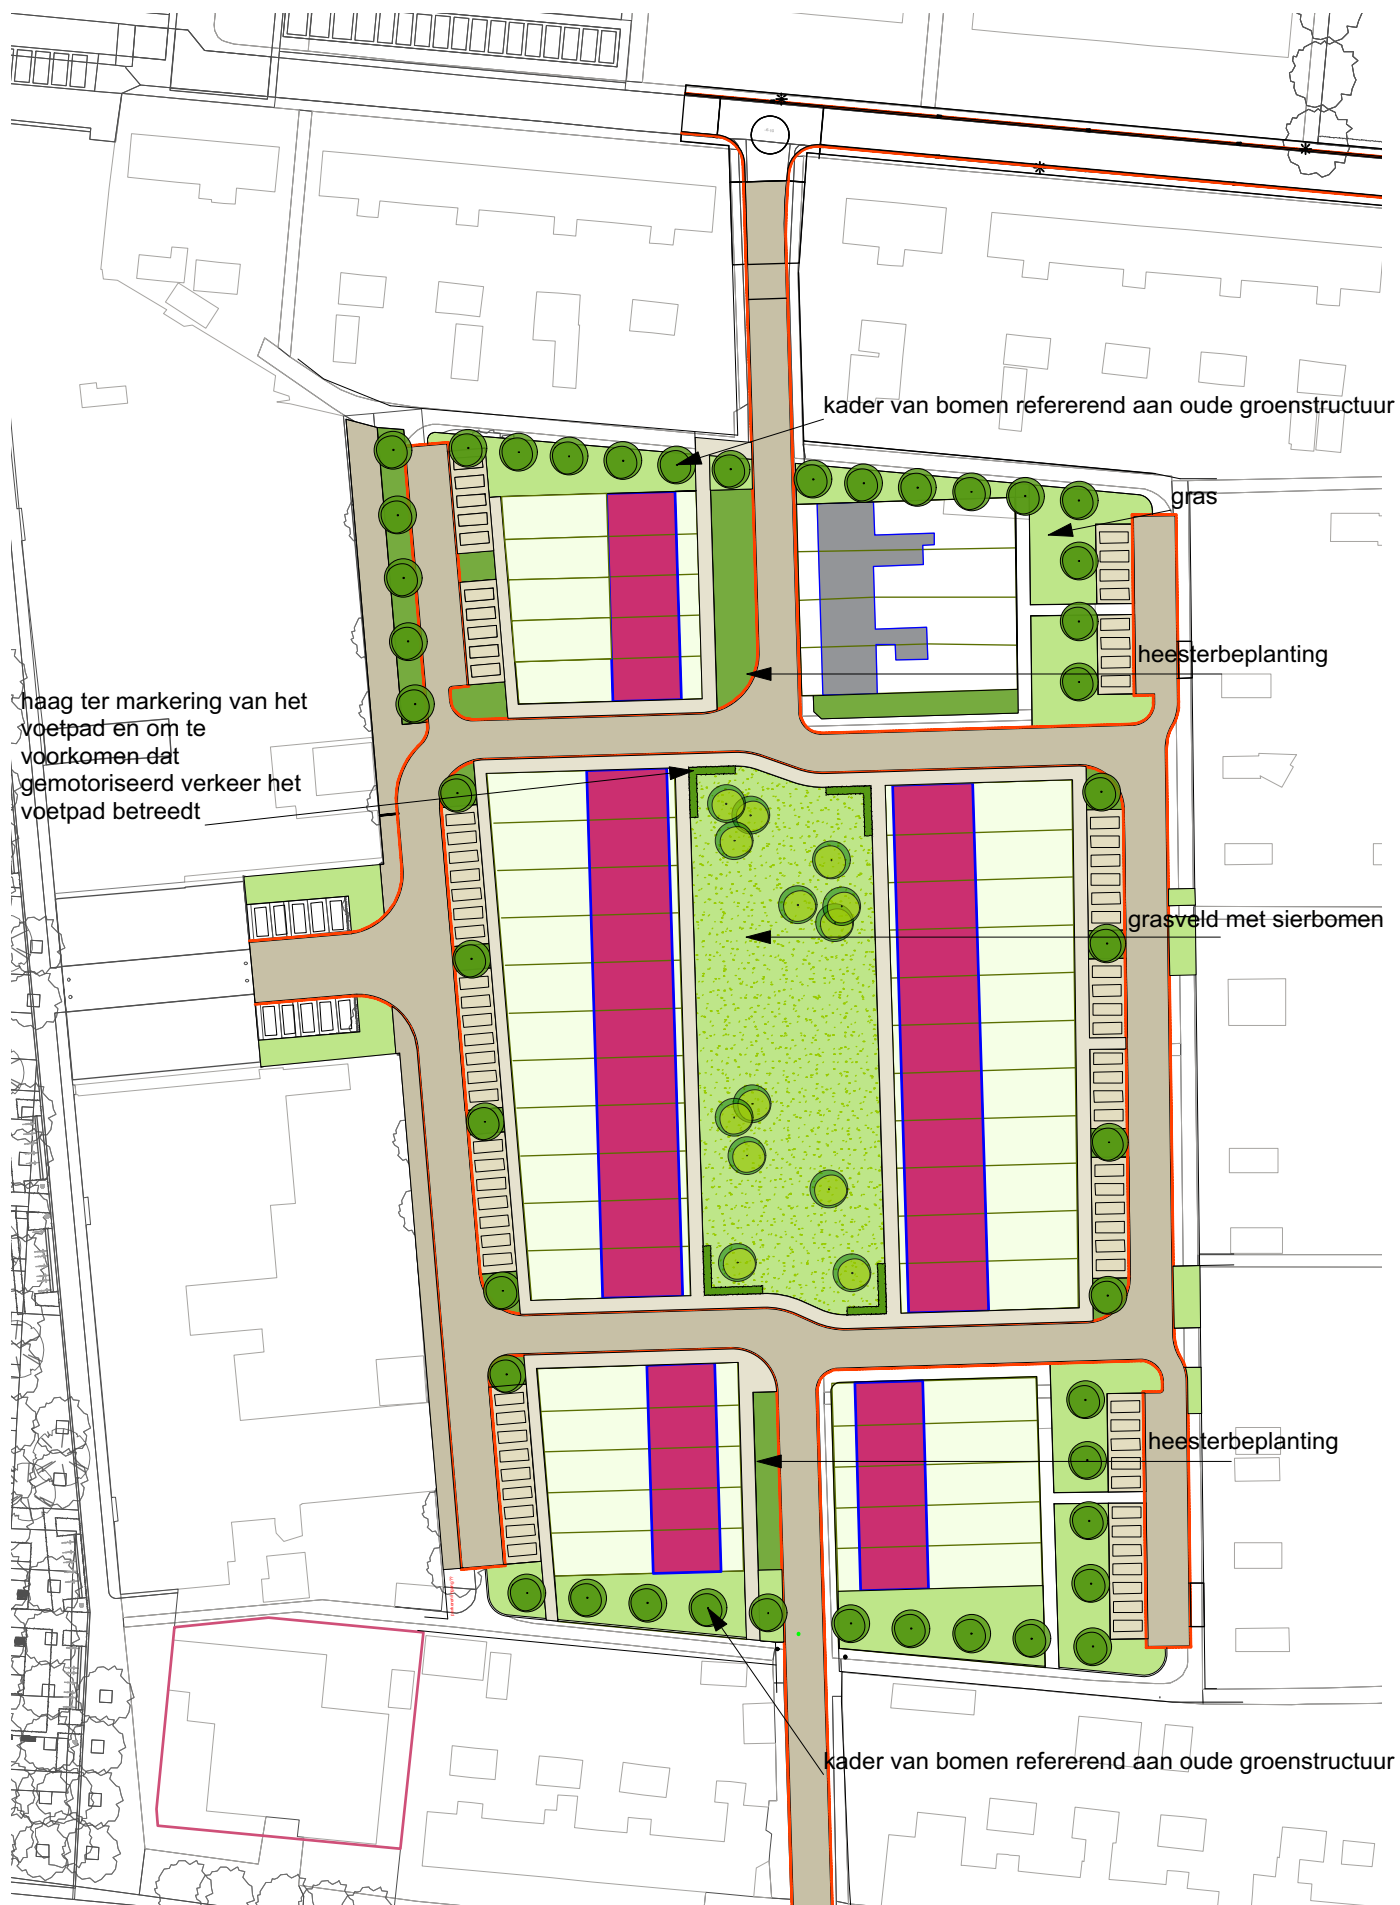 kader van bomen refererend aan oude groenstructuur
gras
heesterbeplanting
haag ter markering van het
voetpad en om te
voorkomen dat
gemotoriseerd verkeer het
voetpad betreedt
grasveld met sierbomen
heesterbeplanting
kader van bomen refererend aan oude groenstructuur